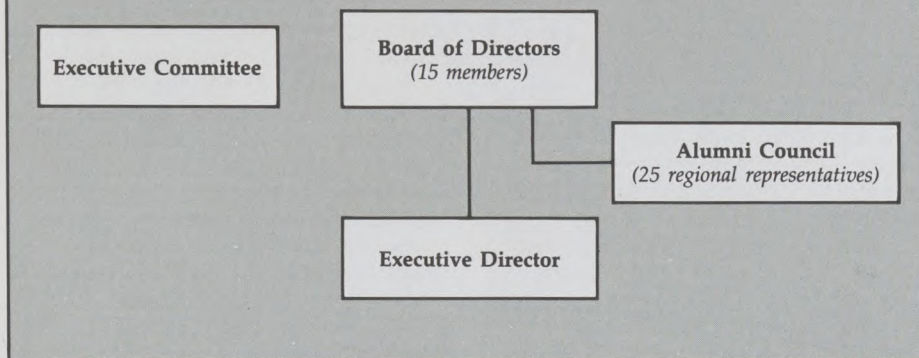 Executive Committee
Board of Directors
(15 members)
Alumni Council
(25 regional representatives)
Executive Director